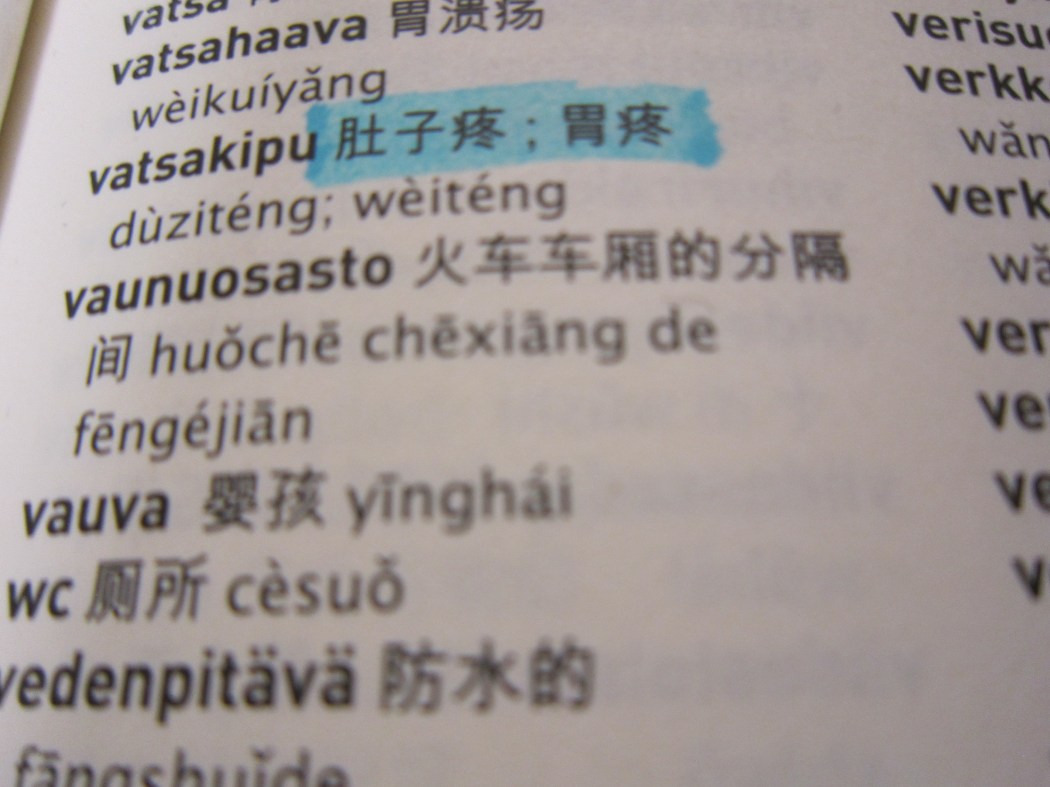 vatsa
vatsahaava 胃溃疡
wèikuíyǎng
vatsakipu 肚子疼；胃疼
dùziténg; wèiténg
vaunuosasto 火车车厢的分隔
间 huǒchē chēxiāng de
fēngéjiān
vauva 婴孩 yīnghái
wc 厕所 cèsuǒ
vedenpitävä 防水的
fāngshuǐde